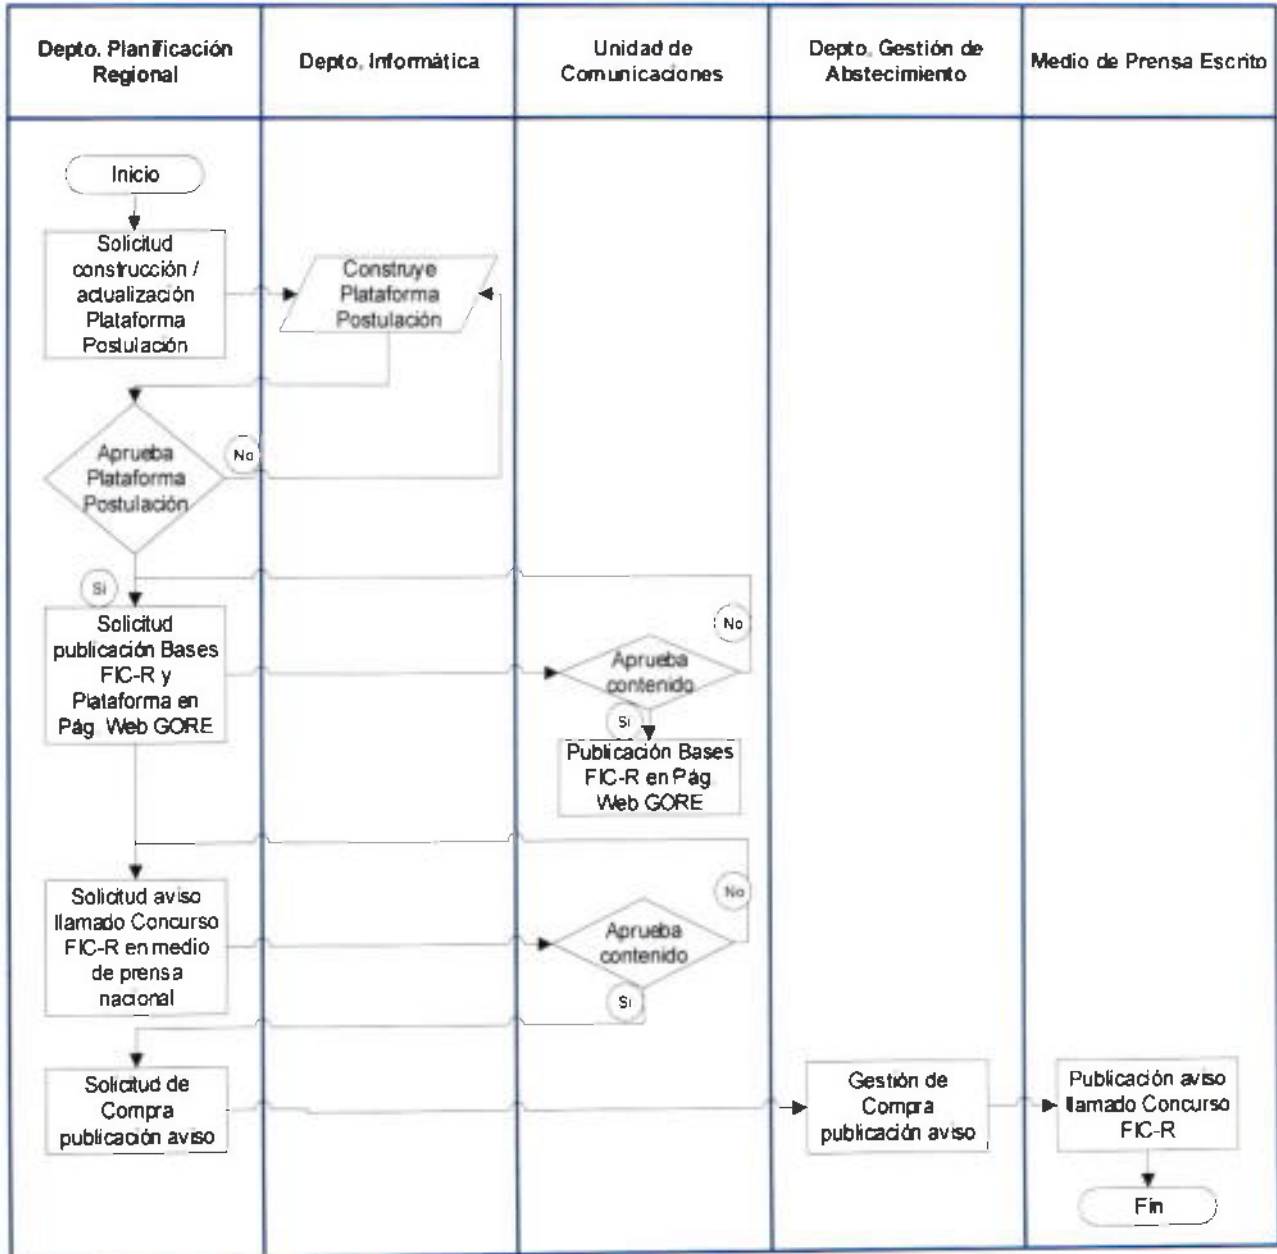 Depto. Planificación
Regional
Depto. Informática
Unidad de
Comunicaciones
Depto. Gestión de
Abastecimiento
Medio de Prensa Escrito
Inicio
Solicitud
construcción /
actualización
Plataforma
Postulación
Construye
Plataforma
Postulación
Aprueba
Plataforma
Postulación
No
Si
Solicitud
publicación Bases
FIC-R y
Plataforma en
Pág. Web GORE
Aprueba
contenido
No
Si
Publicación Bases
FIC-R en Pág
Web GORE
Solicitud aviso
llamado Concurso
FIC-R en medio
de prensa
nacional
Aprueba
contenido
No
Si
Solicitud de
Compra
publicación aviso
Gestión de
Compra
publicación aviso
Publicación aviso
llamado Concurso
FIC-R
Fin